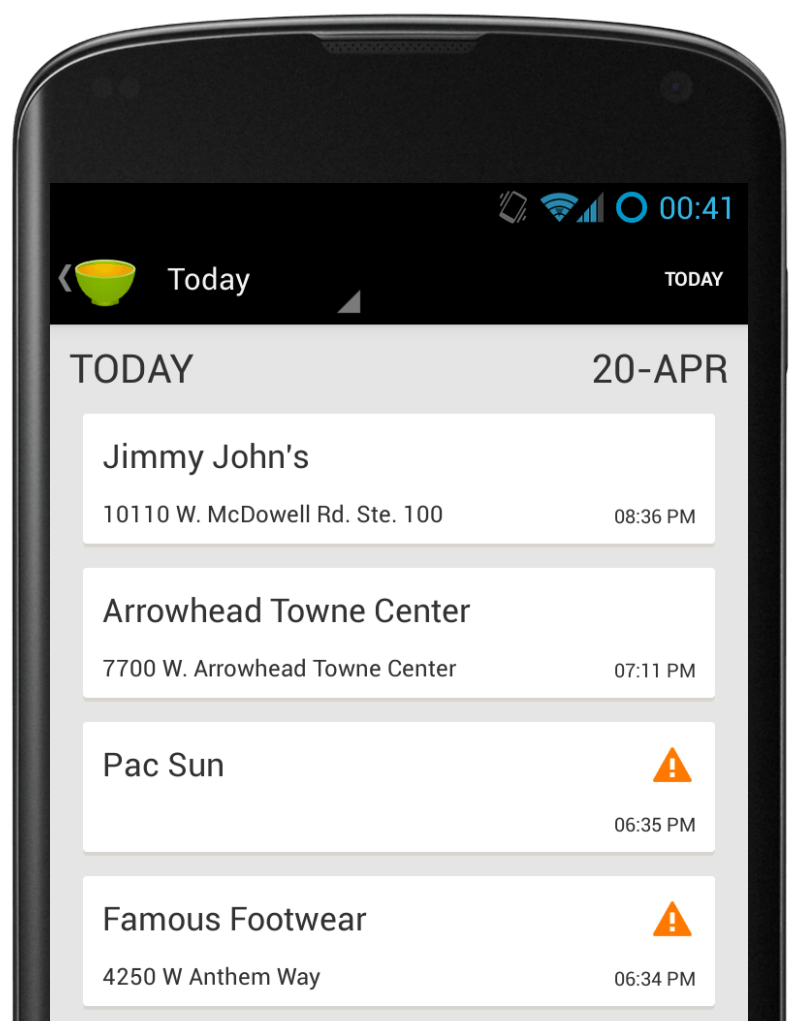 00:41
Today
TODAY
TODAY
20-APR
Jimmy John's
10110 W. McDowell Rd. Ste. 100
08:36 PM
Arrowhead Towne Center
7700 W. Arrowhead Towne Center
07:11 PM
Pac Sun
06:35 PM
Famous Footwear
4250 W Anthem Way
06:34 PM